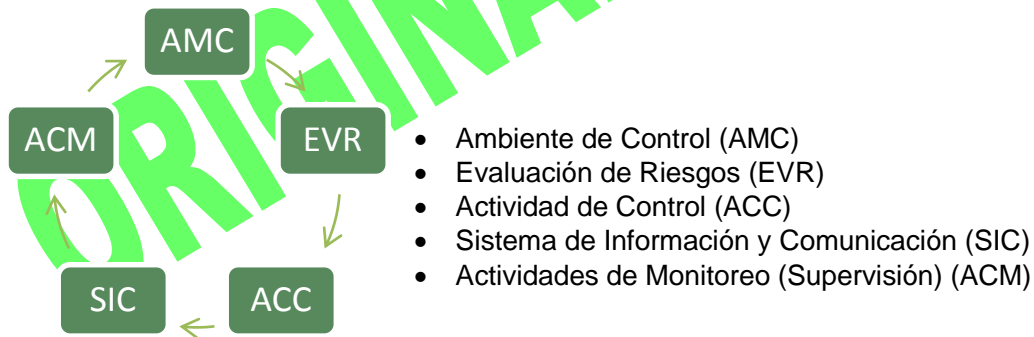 AMC
ACM
EVR
SIC
ACC
• Ambiente de Control (AMC)
• Evaluación de Riesgos (EVR)
• Actividad de Control (ACC)
• Sistema de Información y Comunicación (SIC)
• Actividades de Monitoreo (Supervisión) (ACM)